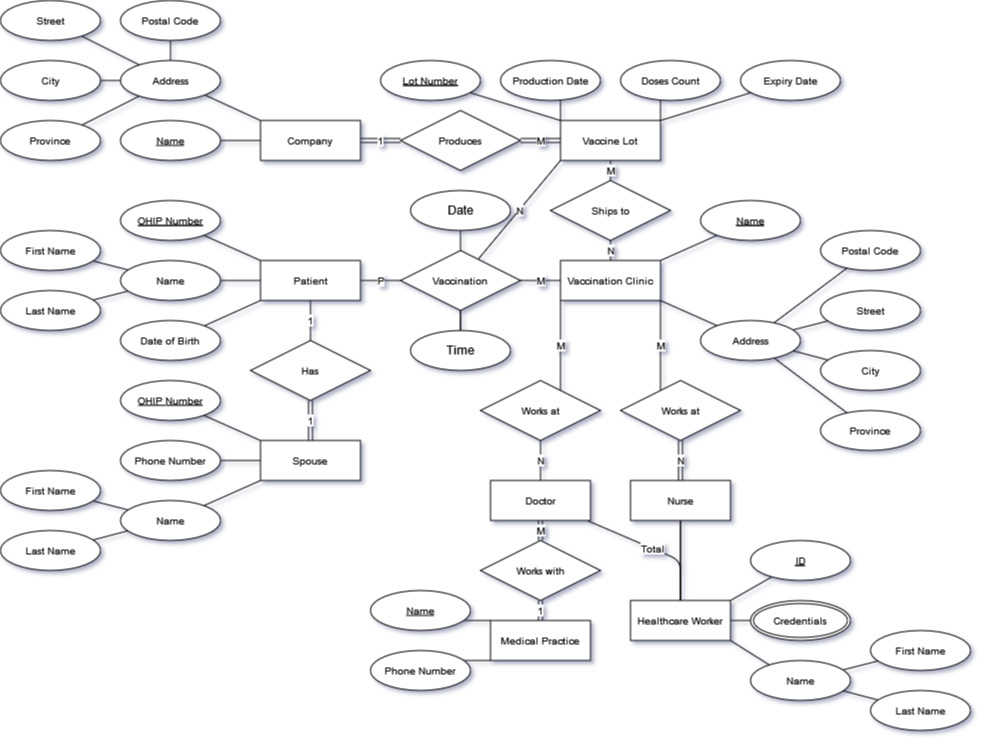 Street
Postal Code
City
Address
Lot Number
Production Date
Doses Count
Expiry Date
Province
Name
Company
1
Produces
M
Vaccine Lot
M
OHIP Number
Date
N
Ships to
Name
First Name
Name
Patient
P
Vaccination
M
N
Vaccination Clinic
Postal Code
Last Name
Date of Birth
1
Time
M
M
Address
Street
Has
City
OHIP Number
1
Works at
Works at
Province
Phone Number
Spouse
N
N
First Name
Name
Doctor
Nurse
Last Name
M
Total
Works with
ID
Name
1
Medical Practice
Healthcare Worker
Credentials
Phone Number
Name
First Name
Last Name